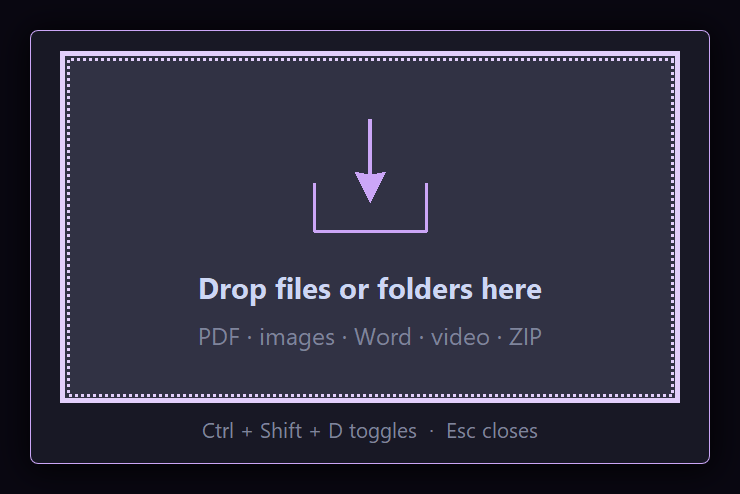 Drop files or folders here
PDF · images · Word · video · ZIP
Ctrl + Shift + D toggles · Esc closes